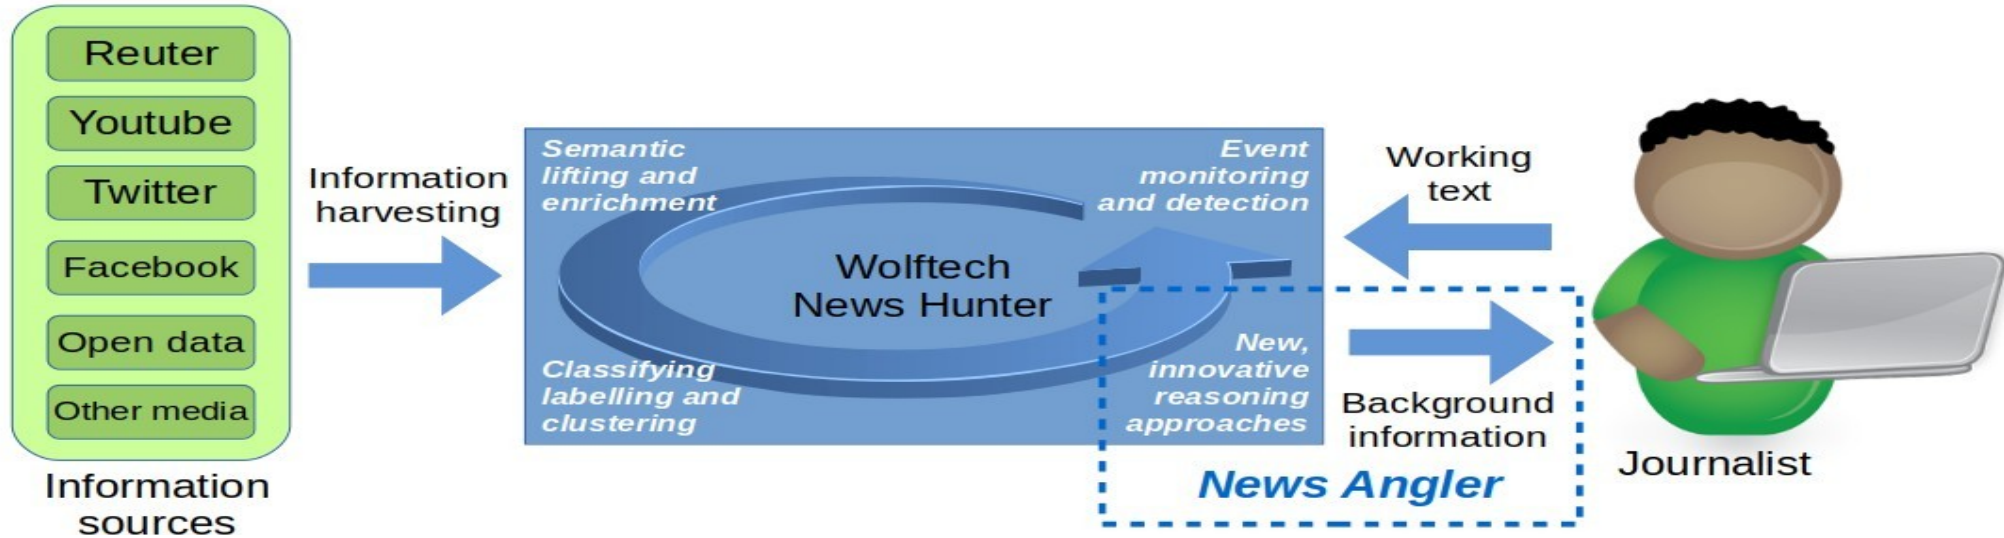 Reuter
Youtube
Twitter
Facebook
Open data
Other media
Information
sources
Information
harvesting
Semantic
lifting and
enrichment
Event
monitoring
and detection
Wolftech
News Hunter
Classifying
labelling and
clustering
New,
innovative
reasoning
approaches
Working
text
Background
information
News Angler
Journalist